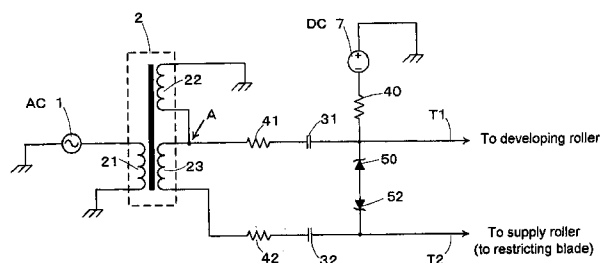 2
DC 7
22
AC 1
A
40
41
31
T1
To developing roller
21
23
50
52
To supply roller
(to restricting blade)
42
32
T2